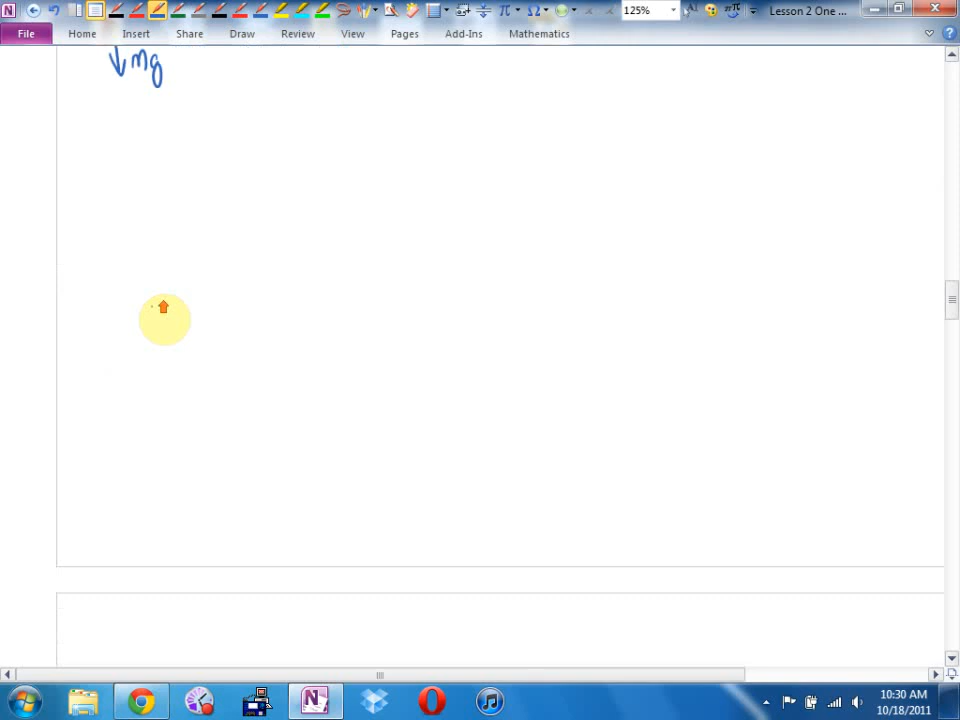 125%
Lesson 2 One ...
File Home Insert Share Draw Review View Pages Add-Ins Mathematics
mg
10:30 AM
10/18/2011